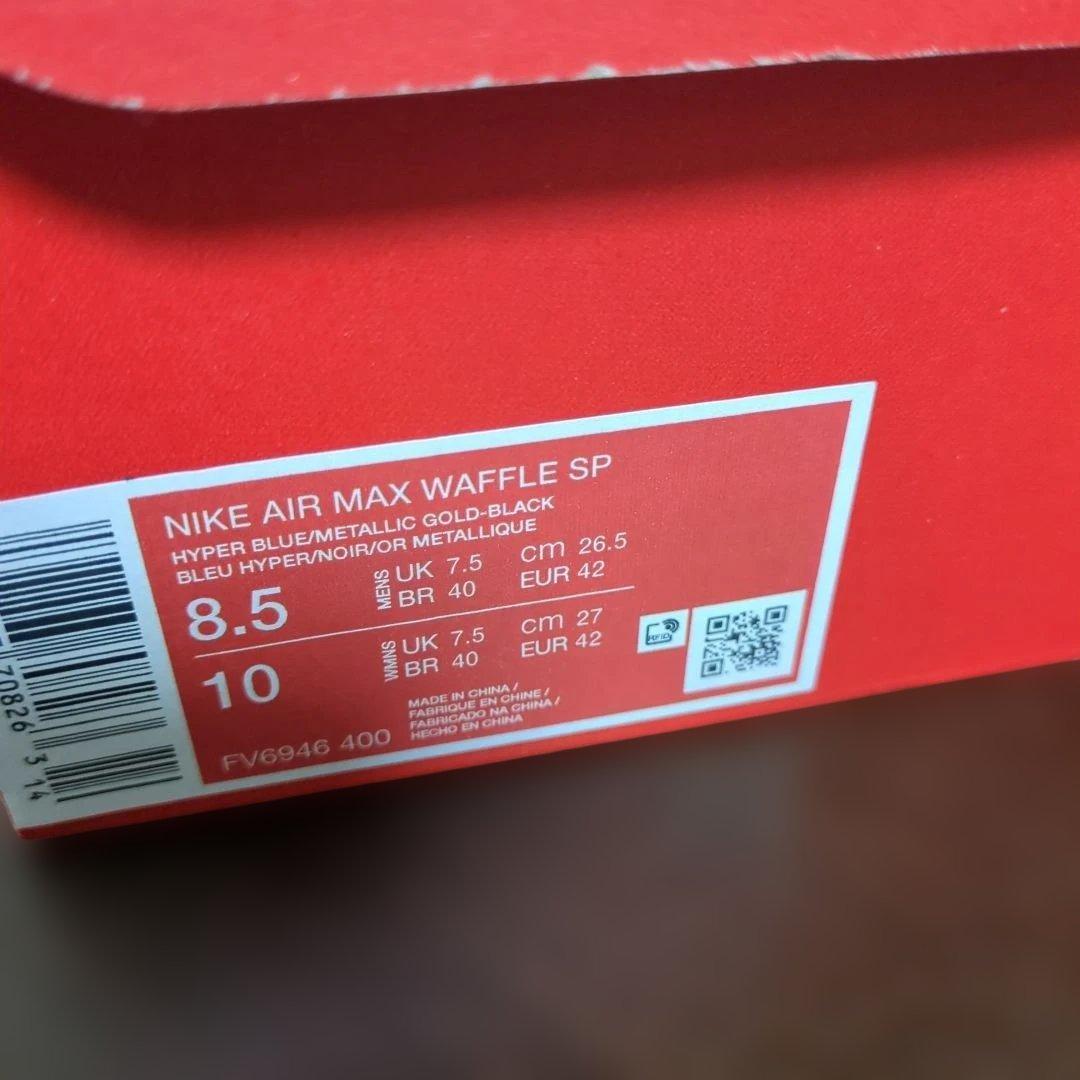 NIKE AIR MAX WAFFLE SP
HYPER BLUE/METALLIC GOLD-BLACK
BLEU HYPER/NOIR/OR METALLIQUE
8.5 MENS UK 7.5 cm 26.5
BR 40 EUR 42
10 WMNS UK 7.5 cm 27
BR 40 EUR 42
RFID
MADE IN CHINA /
FABRIQUE EN CHINE /
FABRICADO NA CHINA /
HECHO EN CHINA
FV6946 400
70826 3 14